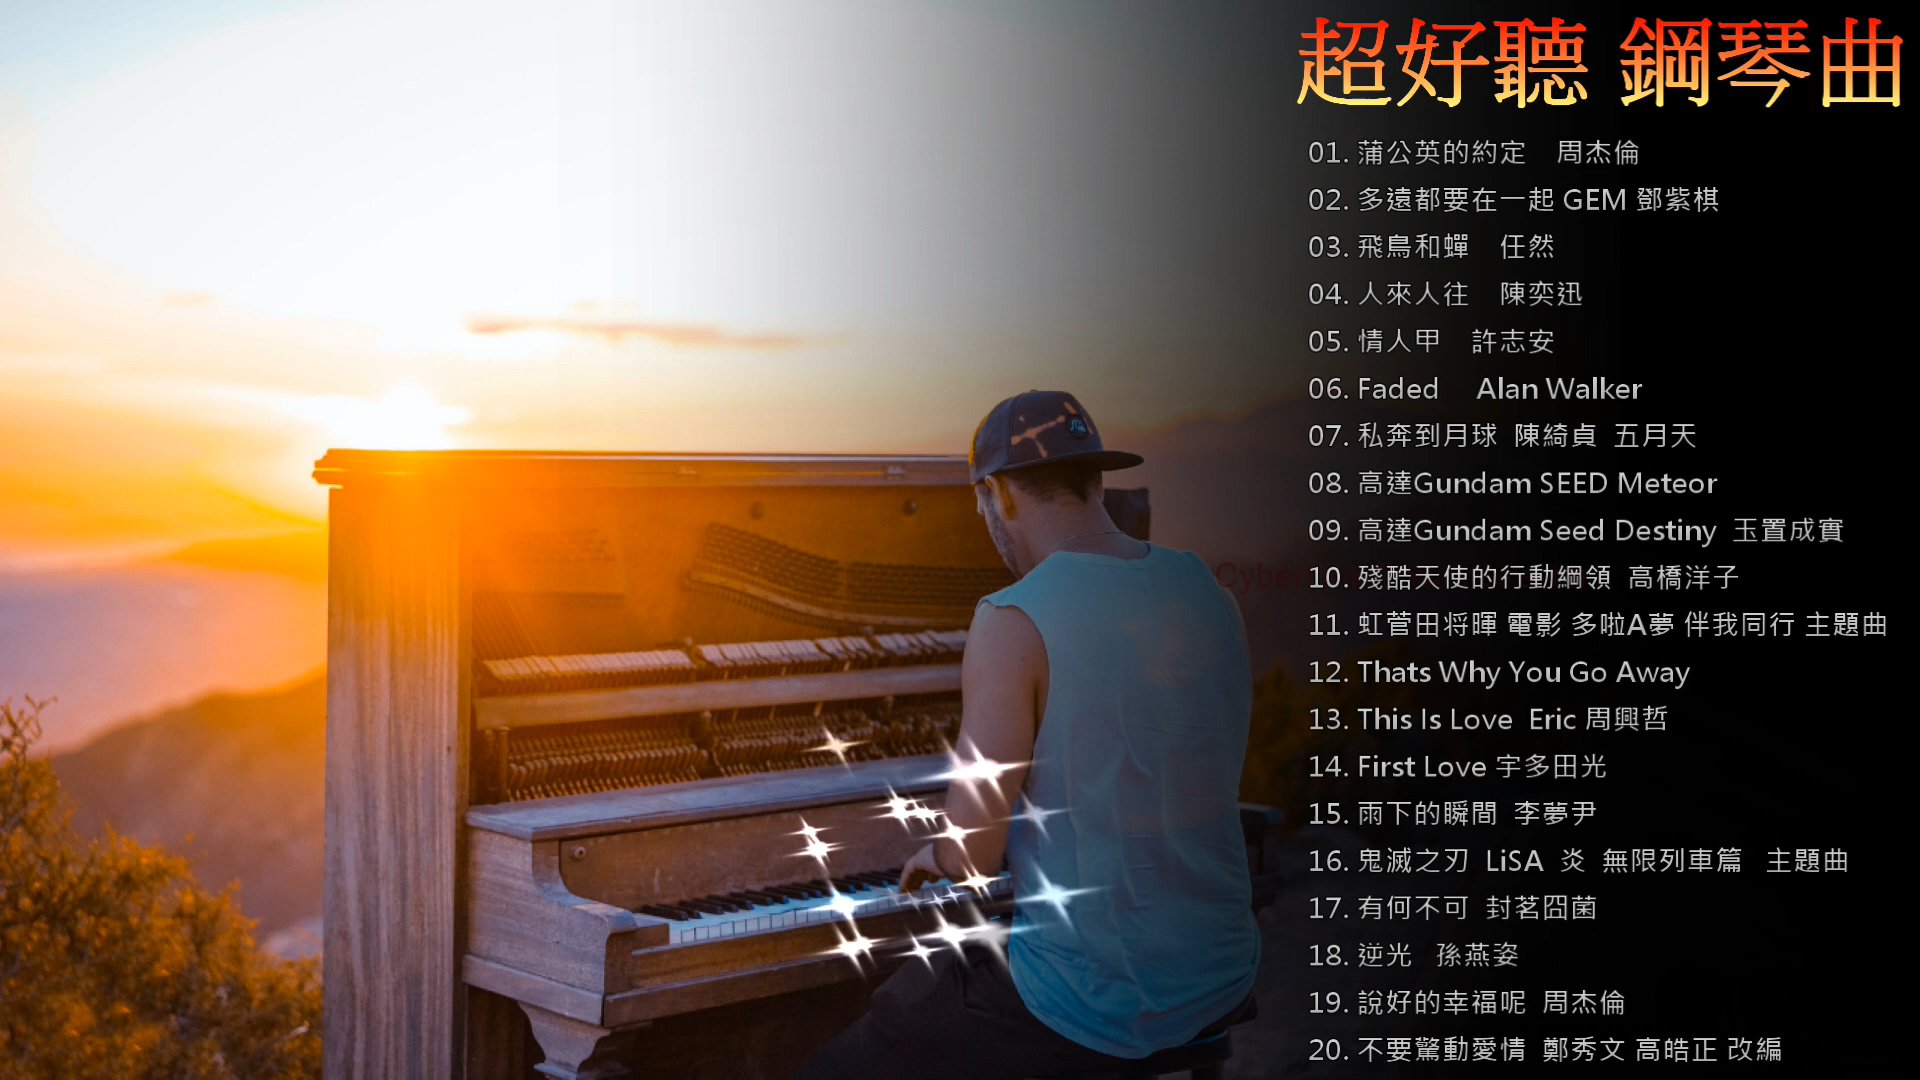 超好聽 鋼琴曲
01. 蒲公英的約定 周杰倫
02. 多遠都要在一起 GEM 鄧紫棋
03. 飛鳥和蟬 任然
04. 人來人往 陳奕迅
05. 情人甲 許志安
06. Faded Alan Walker
07. 私奔到月球 陳綺貞 五月天
08. 高達Gundam SEED Meteor
09. 高達Gundam Seed Destiny 玉置成實
10. 殘酷天使的行動綱領 高橋洋子
11. 虹菅田将暉 電影 多啦A夢 伴我同行 主題曲
12. Thats Why You Go Away
13. This Is Love Eric 周興哲
14. First Love 宇多田光
15. 雨下的瞬間 李夢尹
16. 鬼滅之刃 LiSA 炎 無限列車篇 主題曲
17. 有何不可 封茗囧菌
18. 逆光 孫燕姿
19. 說好的幸福呢 周杰倫
20. 不要驚動愛情 鄭秀文 高皓正 改編